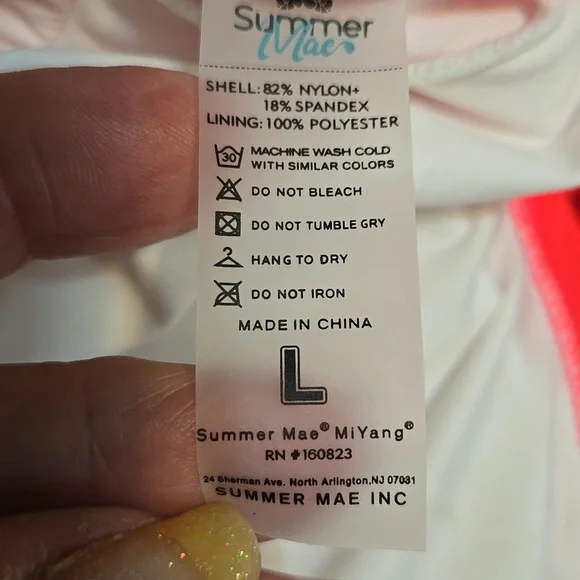 Summer
Mae
SHELL: 82% NYLON+
18% SPANDEX
LINING: 100% POLYESTER
30 MACHINE WASH COLD
WITH SIMILAR COLORS
DO NOT BLEACH
DO NOT TUMBLE GRY
HANG TO DRY
DO NOT IRON
MADE IN CHINA
L
Summer Mae® MiYang®
RN #160823
24 Sherman Ave. North Arlington,NJ 07031
SUMMER MAE INC